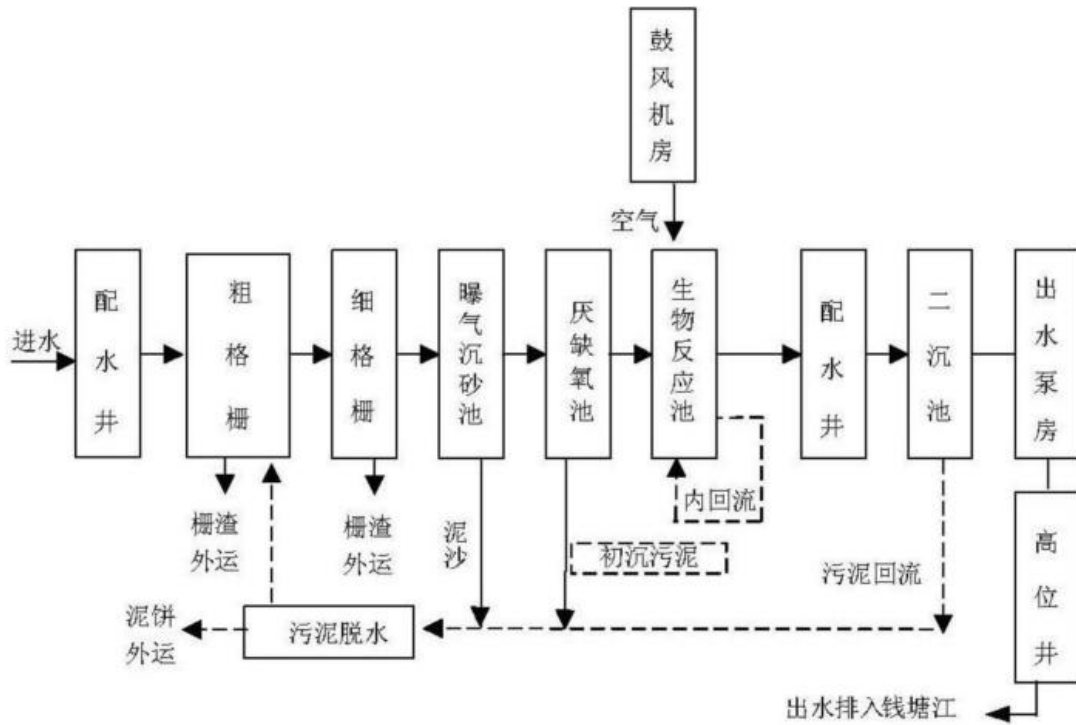 鼓风机房
空气
进水
配水井
粗格栅
细格栅
曝气沉砂池
厌缺氧池
生物反应池
配水井
二沉池
出水泵房
栅渣
外运
栅渣
外运
泥沙
内回流
初沉污泥
污泥回流
高位井
泥饼
外运
污泥脱水
出水排入钱塘江